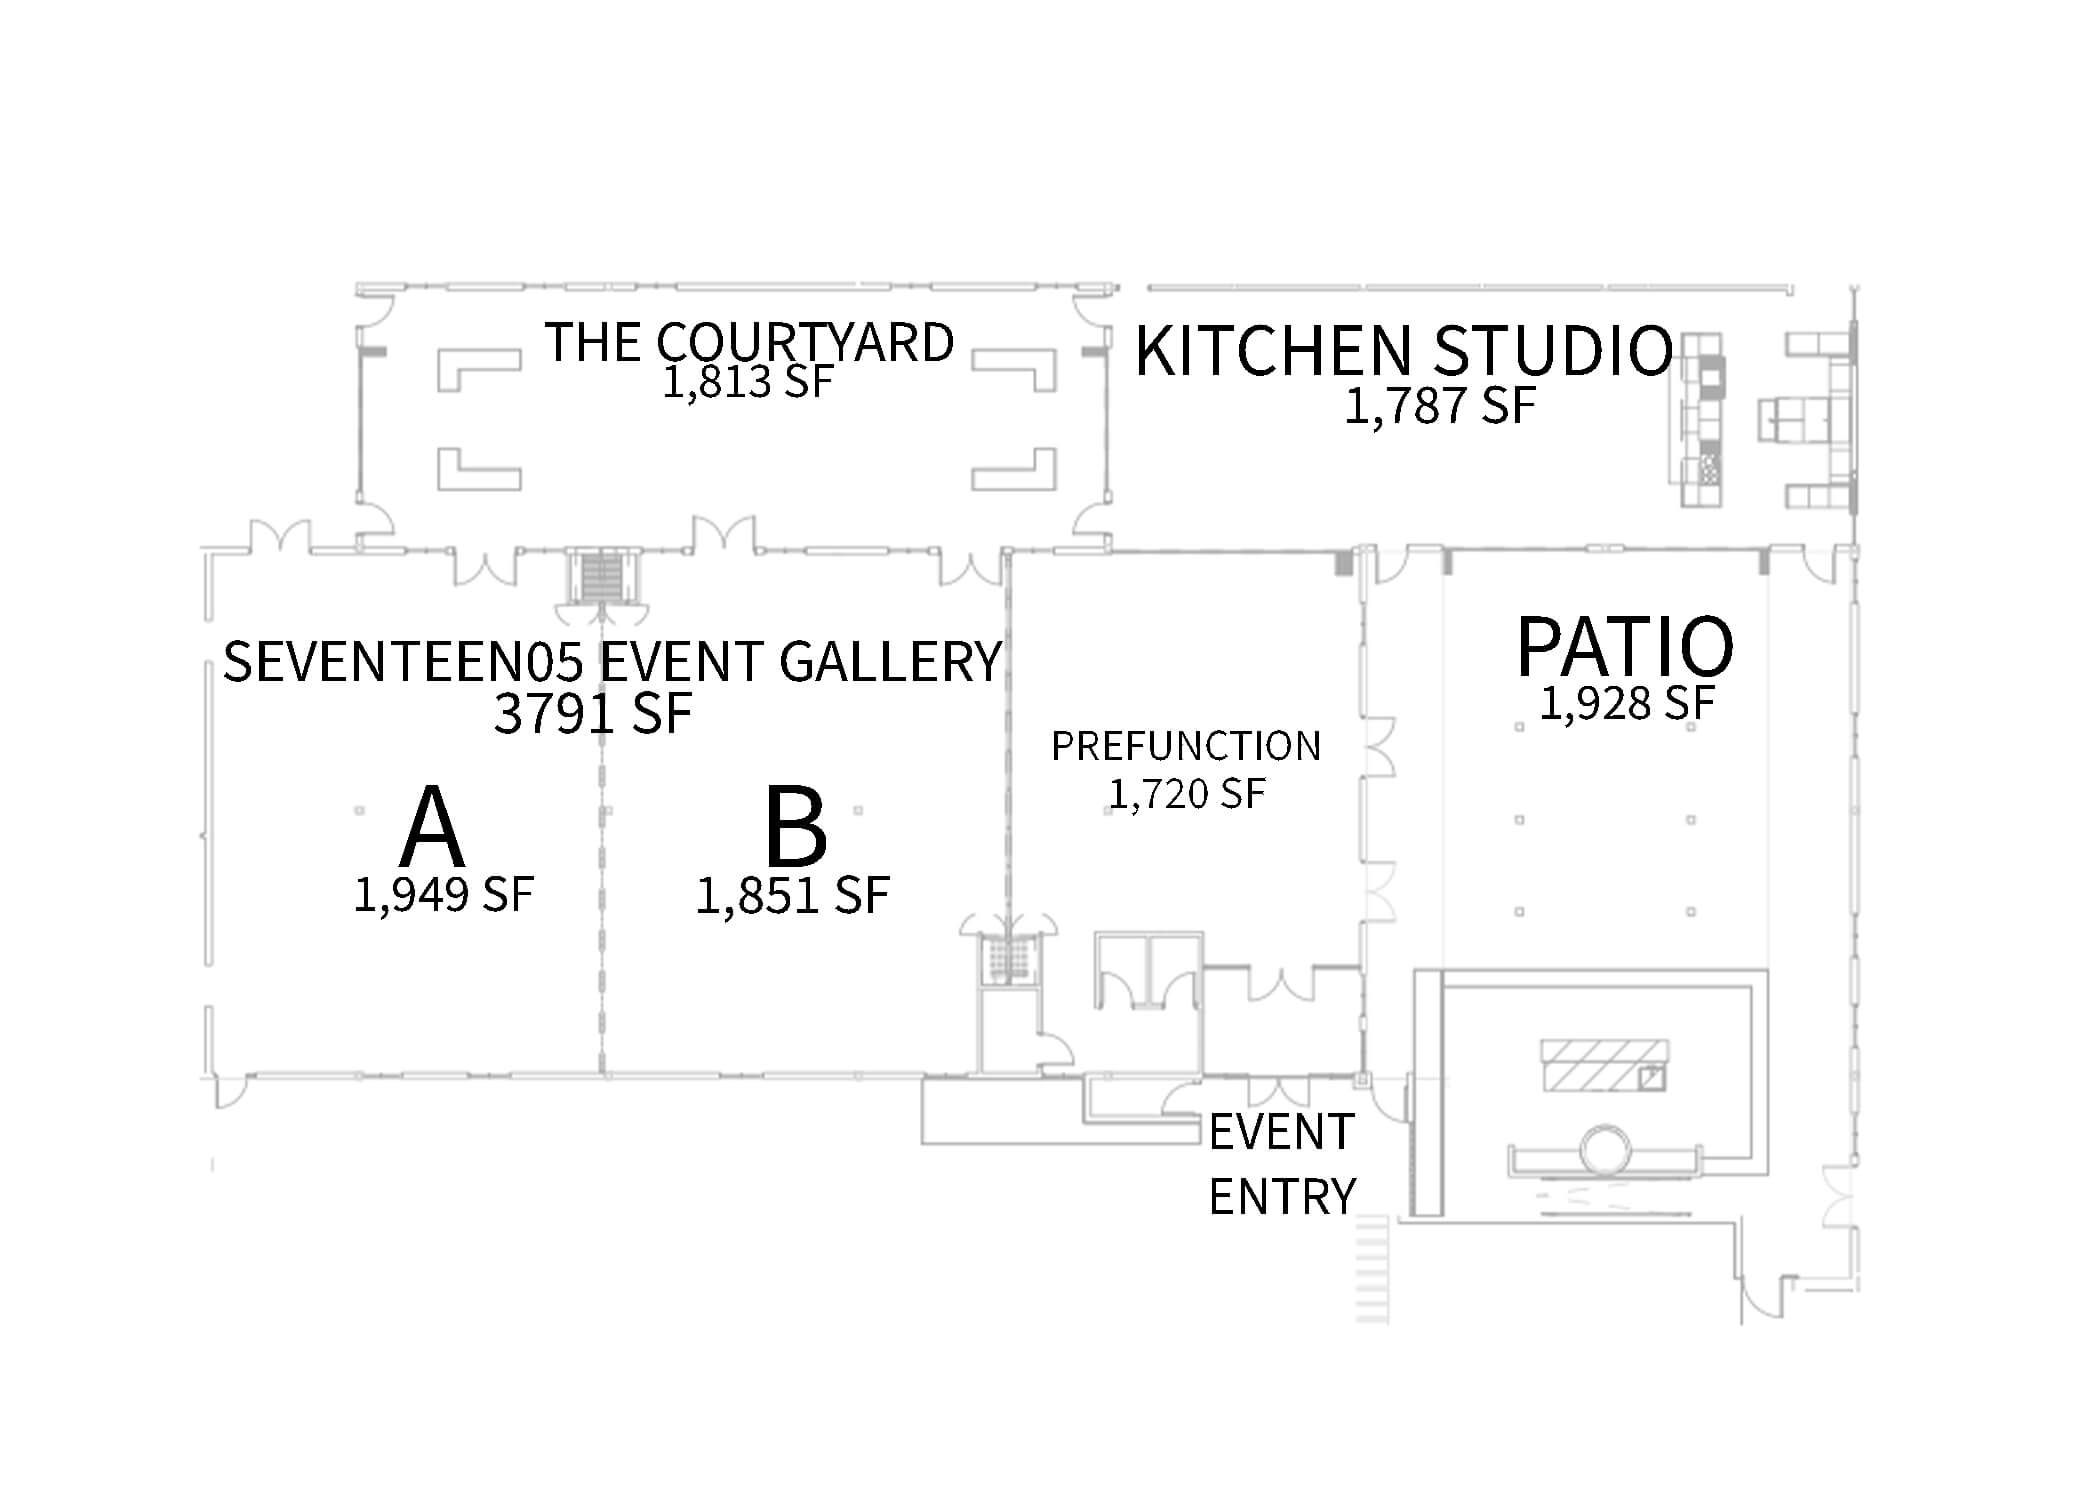 THE COURTYARD
1,813 SF
KITCHEN STUDIO
1,787 SF
SEVENTEEN05 EVENT GALLERY
3791 SF
A
1,949 SF
B
1,851 SF
PREFUNCTION
1,720 SF
PATIO
1,928 SF
EVENT
ENTRY